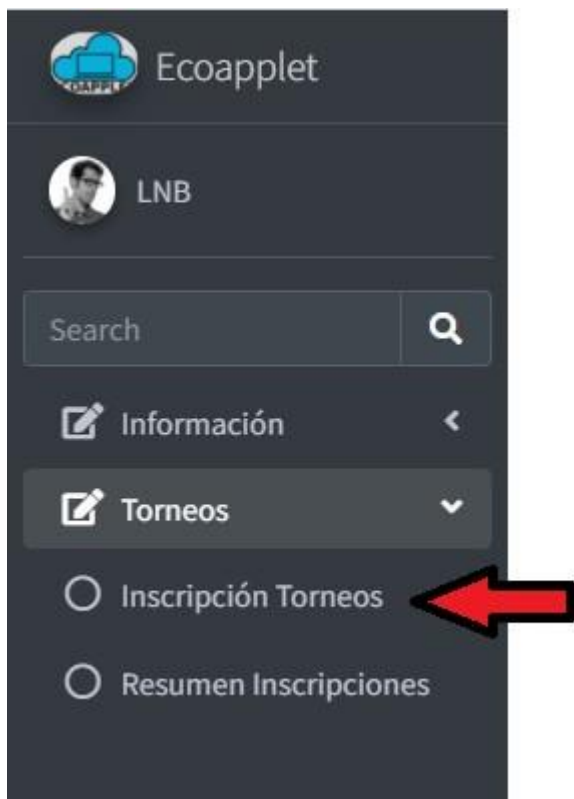 Ecoapplet
LNB
Search
Información
Torneos
Inscripción Torneos
Resumen Inscripciones